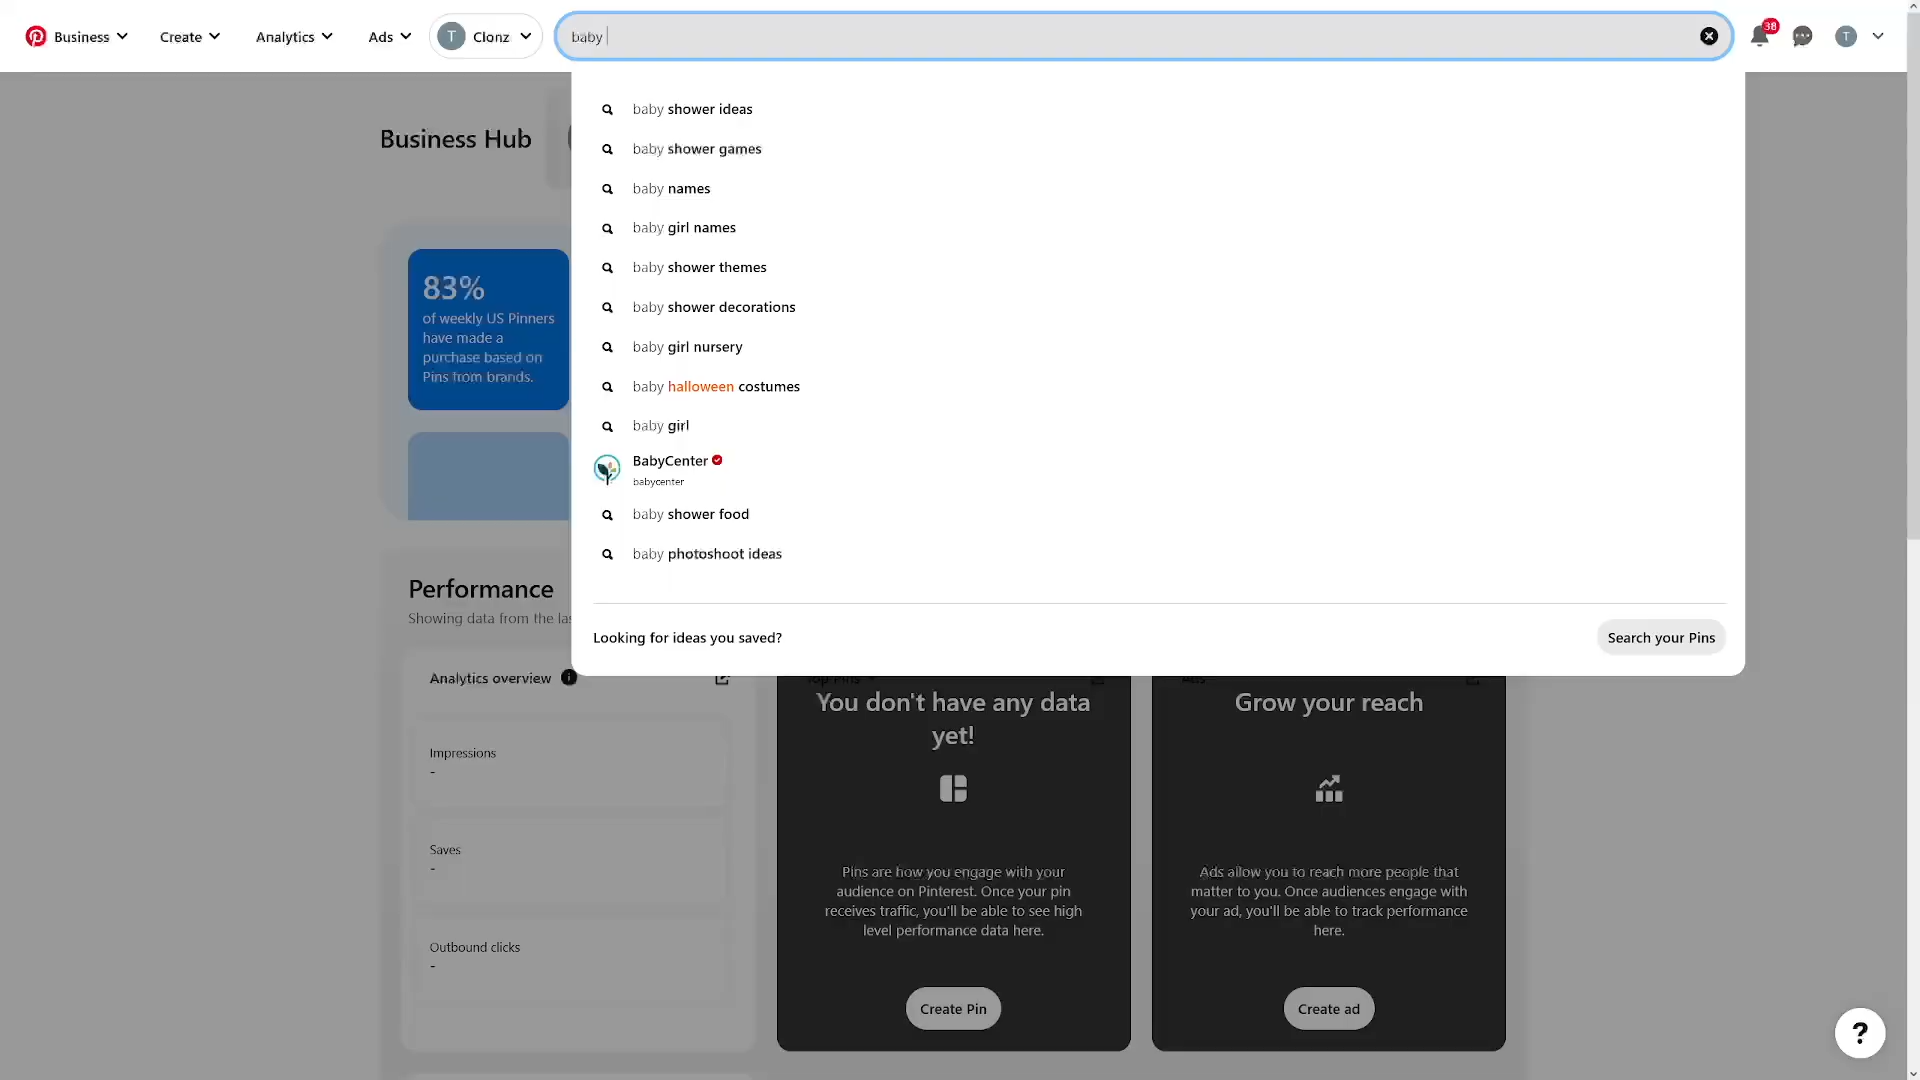 Business Create Analytics Ads T Clonz baby 38 T
baby shower ideas
baby shower games
baby names
baby girl names
baby shower themes
baby shower decorations
baby girl nursery
baby halloween costumes
baby girl
BabyCenter
babycenter
baby shower food
baby photoshoot ideas
Looking for ideas you saved?
Search your Pins
Business Hub
83%
of weekly US Pinners
have made a
purchase based on
Pins from brands.
Performance
Showing data from the las
Analytics overview
Impressions
-
Saves
-
Outbound clicks
-
You don't have any data
yet!
Pins are how you engage with your
audience on Pinterest. Once your pin
receives traffic, you'll be able to see high
level performance data here.
Create Pin
Grow your reach
Ads allow you to reach more people that
matter to you. Once audiences engage with
your ad, you'll be able to track performance
here.
Create ad
?